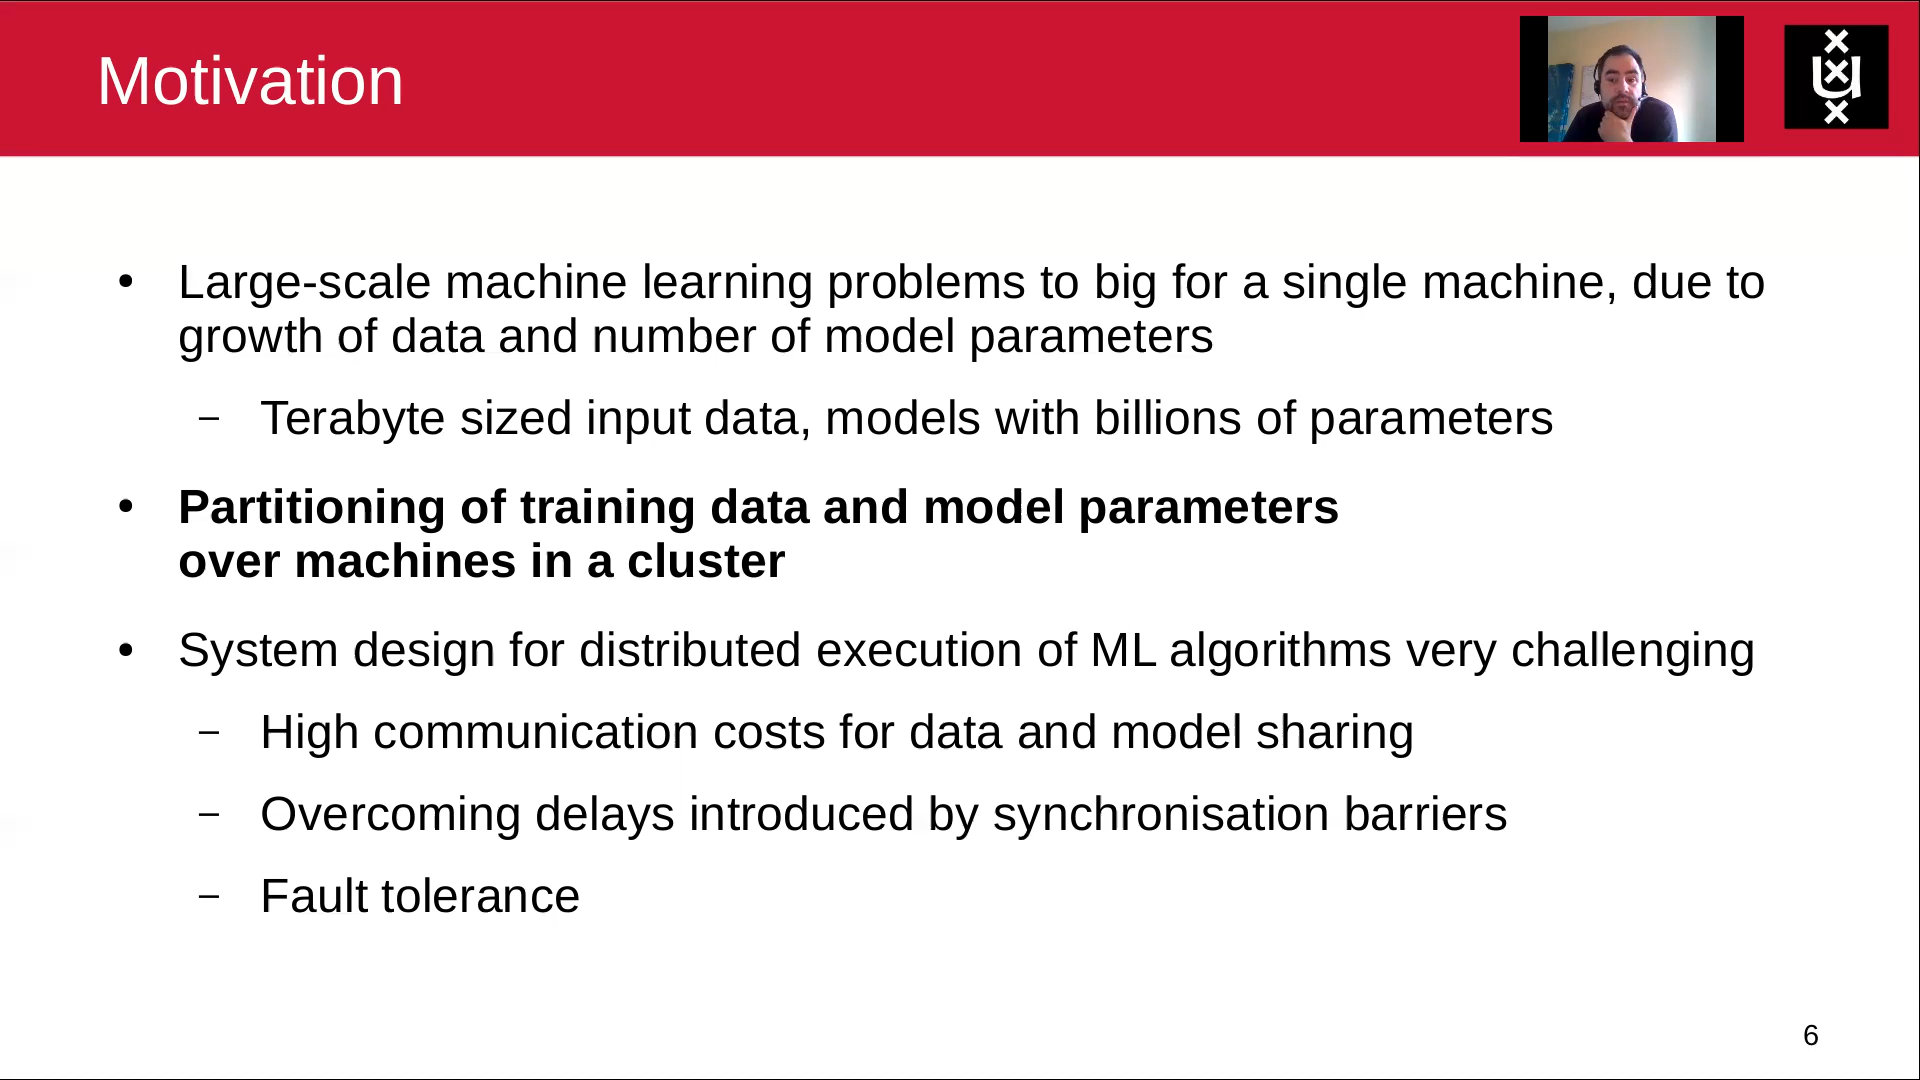 Motivation
• Large-scale machine learning problems to big for a single machine, due to
growth of data and number of model parameters
– Terabyte sized input data, models with billions of parameters
• Partitioning of training data and model parameters
over machines in a cluster
• System design for distributed execution of ML algorithms very challenging
– High communication costs for data and model sharing
– Overcoming delays introduced by synchronisation barriers
– Fault tolerance
6